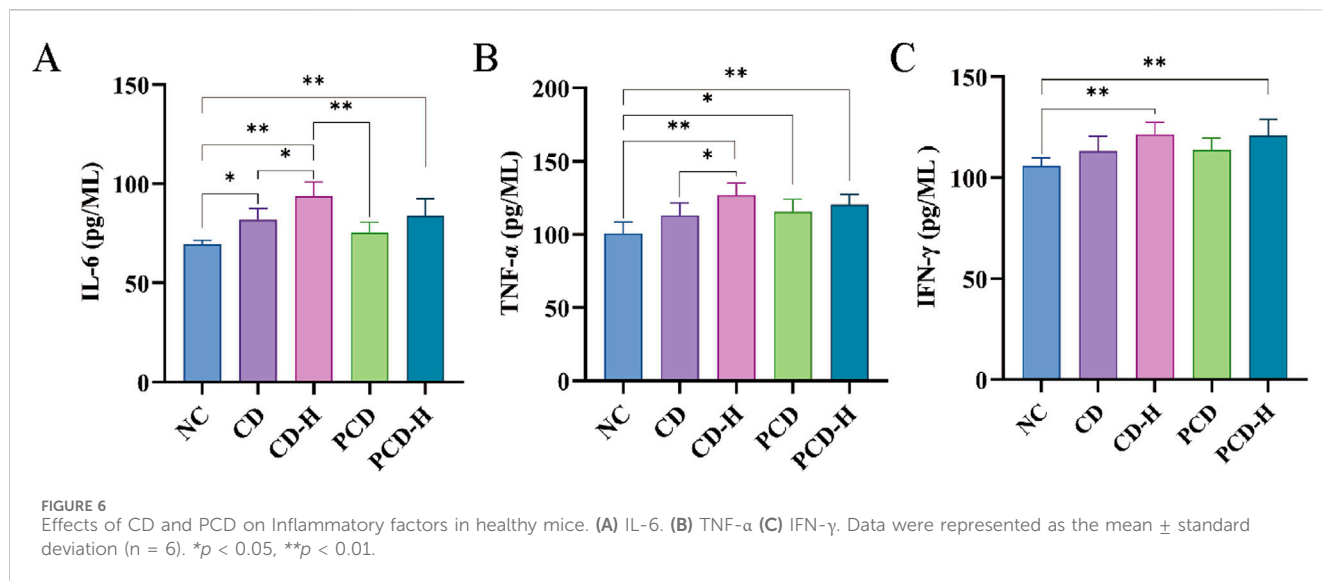 A
150
100
50
0
IL-6 (pg/ML)
**
**
**
*
*
NC
CD
CD-H
PCD
PCD-H
B
200
150
100
50
0
TNF-α (pg/ML)
**
*
**
*
NC
CD
CD-H
PCD
PCD-H
C
150
100
50
0
IFN-γ (pg/ML )
**
**
NC
CD
CD-H
PCD
PCD-H
FIGURE 6
Effects of CD and PCD on Inflammatory factors in healthy mice. (A) IL-6. (B) TNF-α (C) IFN-γ. Data were represented as the mean ± standard
deviation (n = 6). *p < 0.05, **p < 0.01.